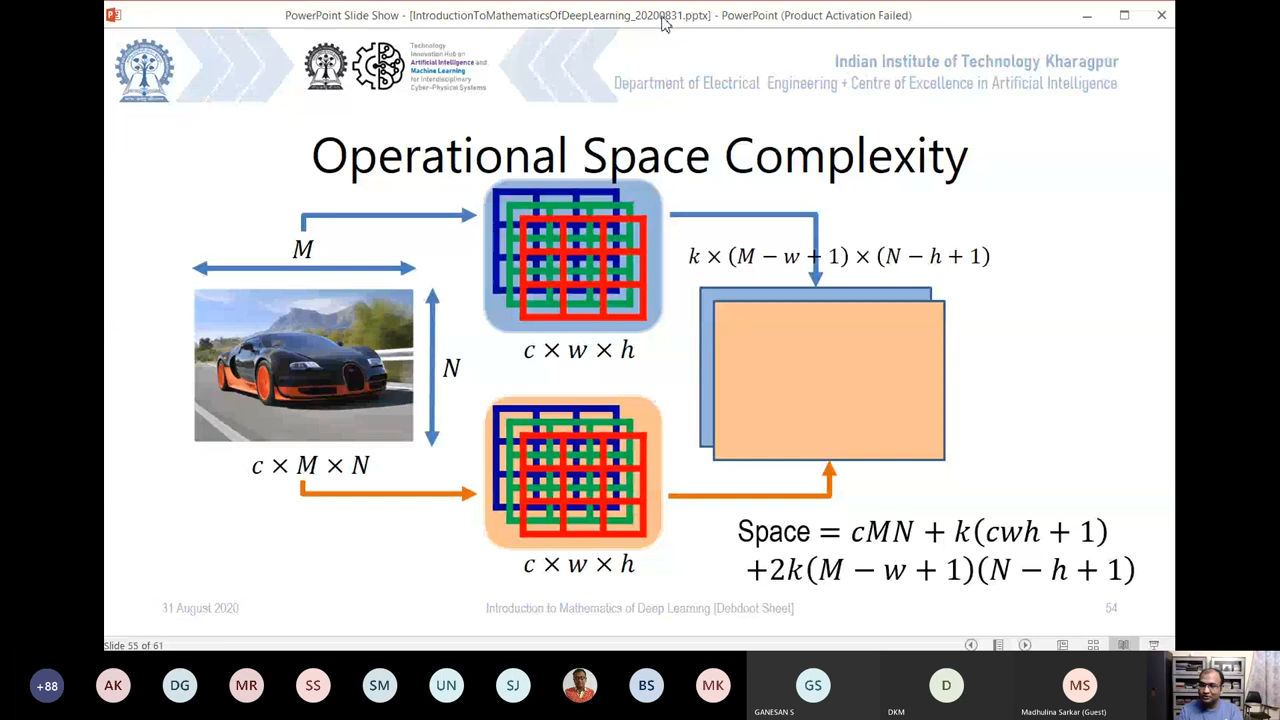 PowerPoint Slide Show - [IntroductionToMathematicsOfDeepLearning_20200831.pptx] - PowerPoint (Product Activation Failed)
Technology
Innovation Hub on
Artificial Intelligence and
Machine Learning
for Interdisciplinary
Cyber-Physical Systems
Indian Institute of Technology Kharagpur
Department of Electrical Engineering + Centre of Excellence in Artificial Intelligence
Operational Space Complexity
M
k × (M − w + 1) × (N − h + 1)
c × w × h
N
c × M × N
Space = cMN + k(cwh + 1)
+2k(M − w + 1)(N − h + 1)
c × w × h
31 August 2020
Introduction to Mathematics of Deep Learning [Debdoot Sheet]
54
Slide 55 of 61
+88
AK
DG
MR
SS
SM
UN
SJ
BS
MK
GS
D
MS
GANESAN S
DKM
Madhulina Sarkar (Guest)